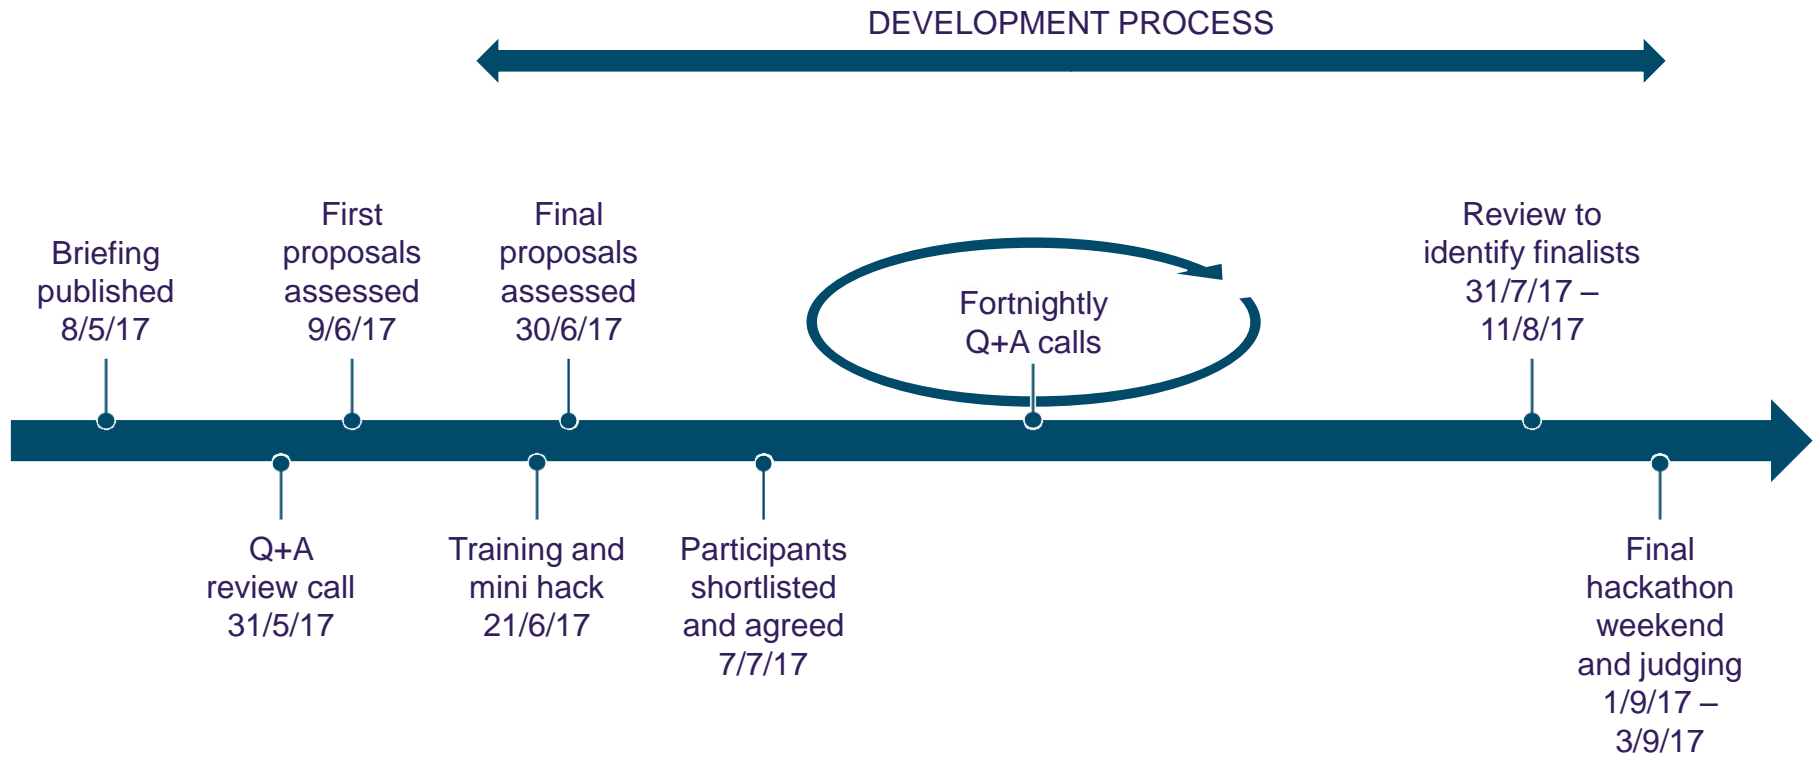 DEVELOPMENT PROCESS
Briefing
published
8/5/17
First
proposals
assessed
9/6/17
Final
proposals
assessed
30/6/17
Fortnightly
Q+A calls
Review to
identify finalists
31/7/17 –
11/8/17
Q+A
review call
31/5/17
Training and
mini hack
21/6/17
Participants
shortlisted
and agreed
7/7/17
Final
hackathon
weekend
and judging
1/9/17 –
3/9/17